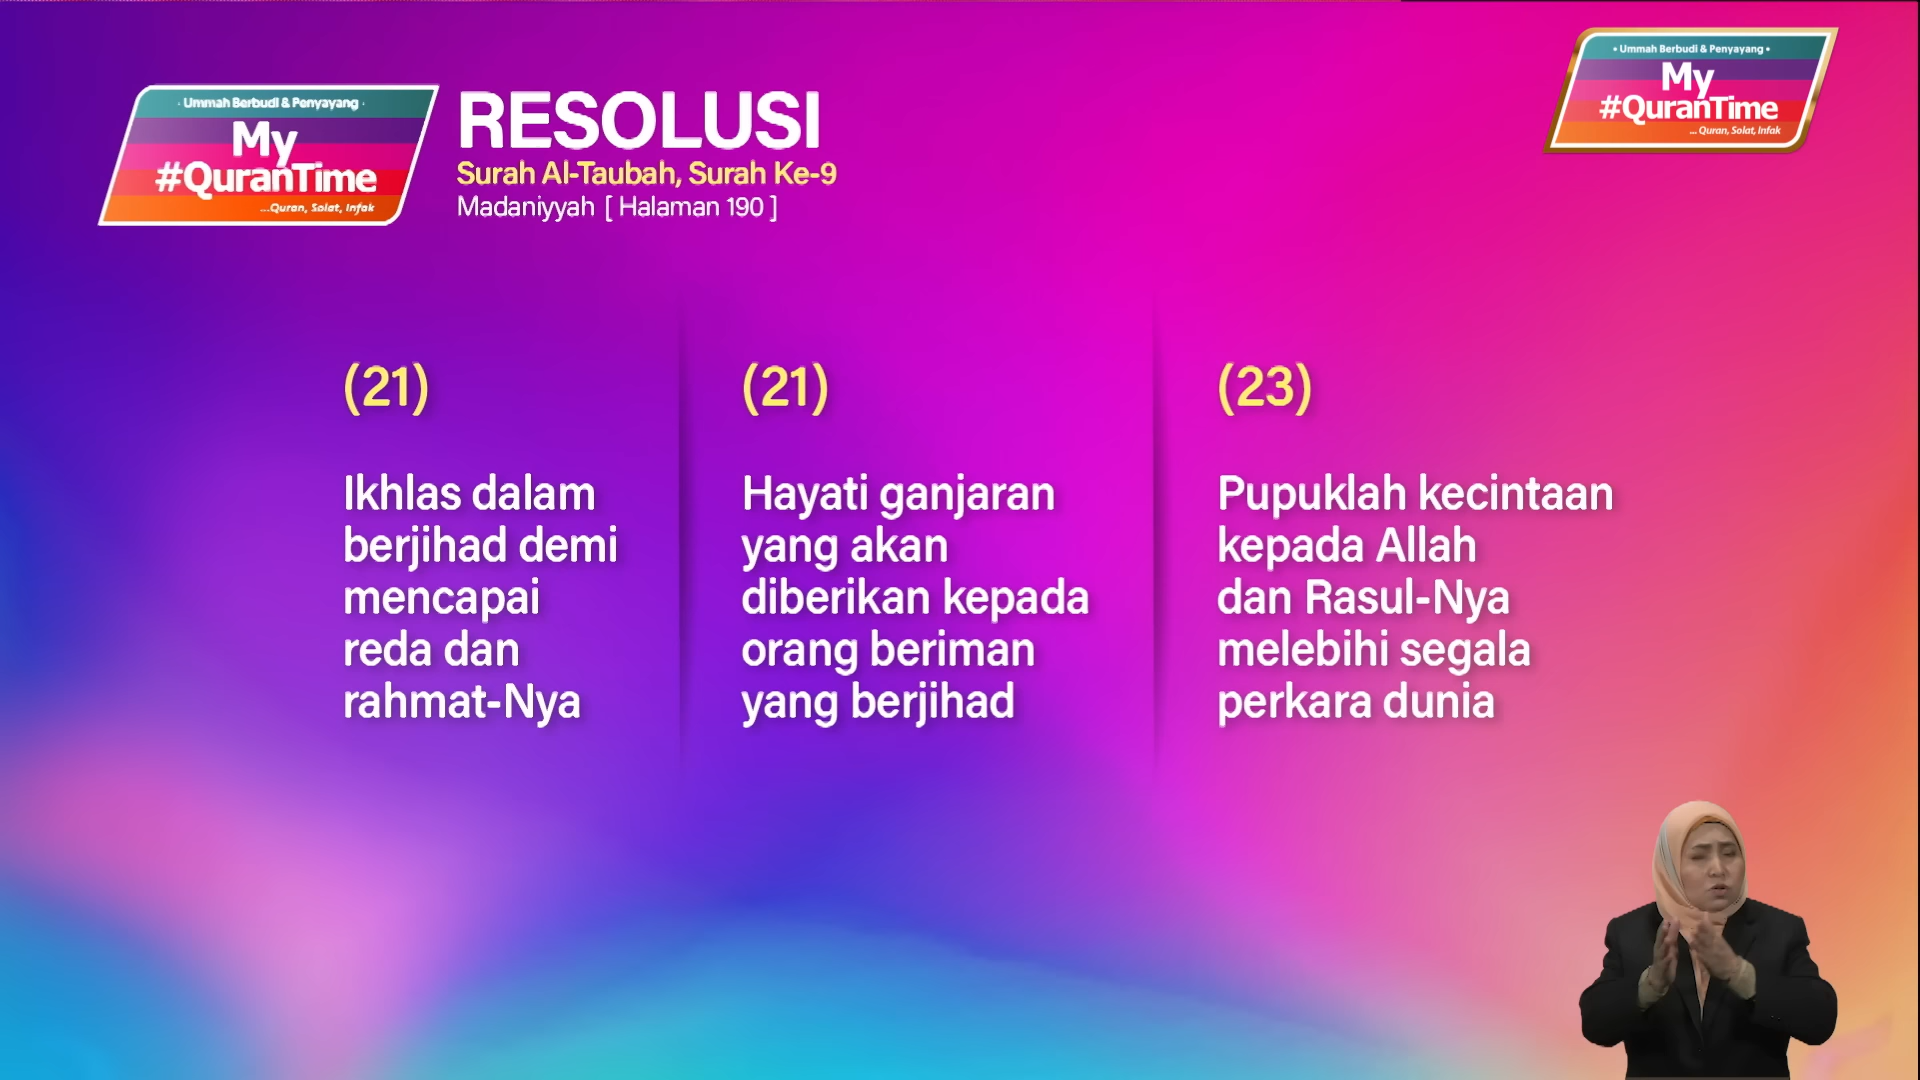 · Ummah Berbudi & Penyayang ·
My
#QuranTime
...Quran, Solat, Infak
RESOLUSI
Surah Al-Taubah, Surah Ke-9
Madaniyyah [ Halaman 190 ]
• Ummah Berbudi & Penyayang •
My
#QuranTime
... Quran, Solat, Infak
(21)
Ikhlas dalam
berjihad demi
mencapai
reda dan
rahmat-Nya
(21)
Hayati ganjaran
yang akan
diberikan kepada
orang beriman
yang berjihad
(23)
Pupuklah kecintaan
kepada Allah
dan Rasul-Nya
melebihi segala
perkara dunia